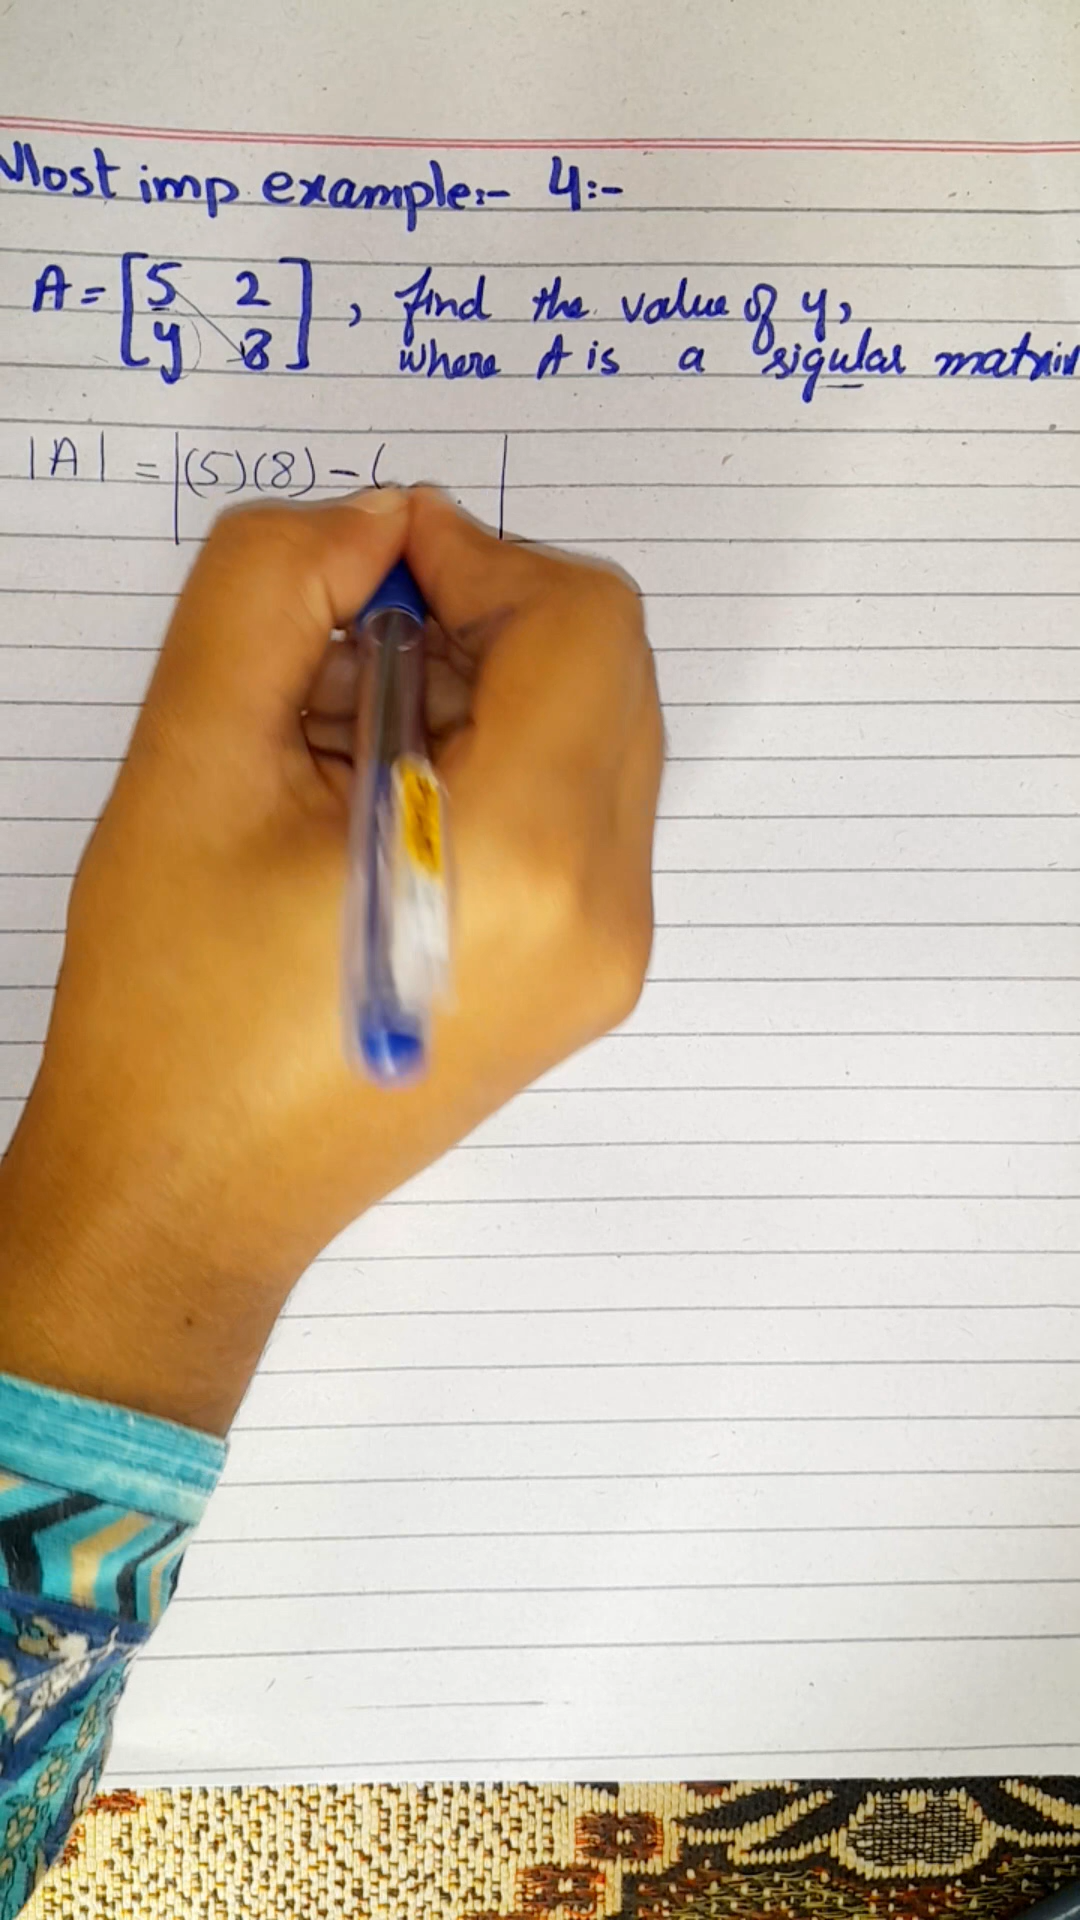 Most imp example:- 4:-
A = [5 2
y 8] , find the value of y,
where A is a sigular matrix
|A| = |(5)(8) - ( |